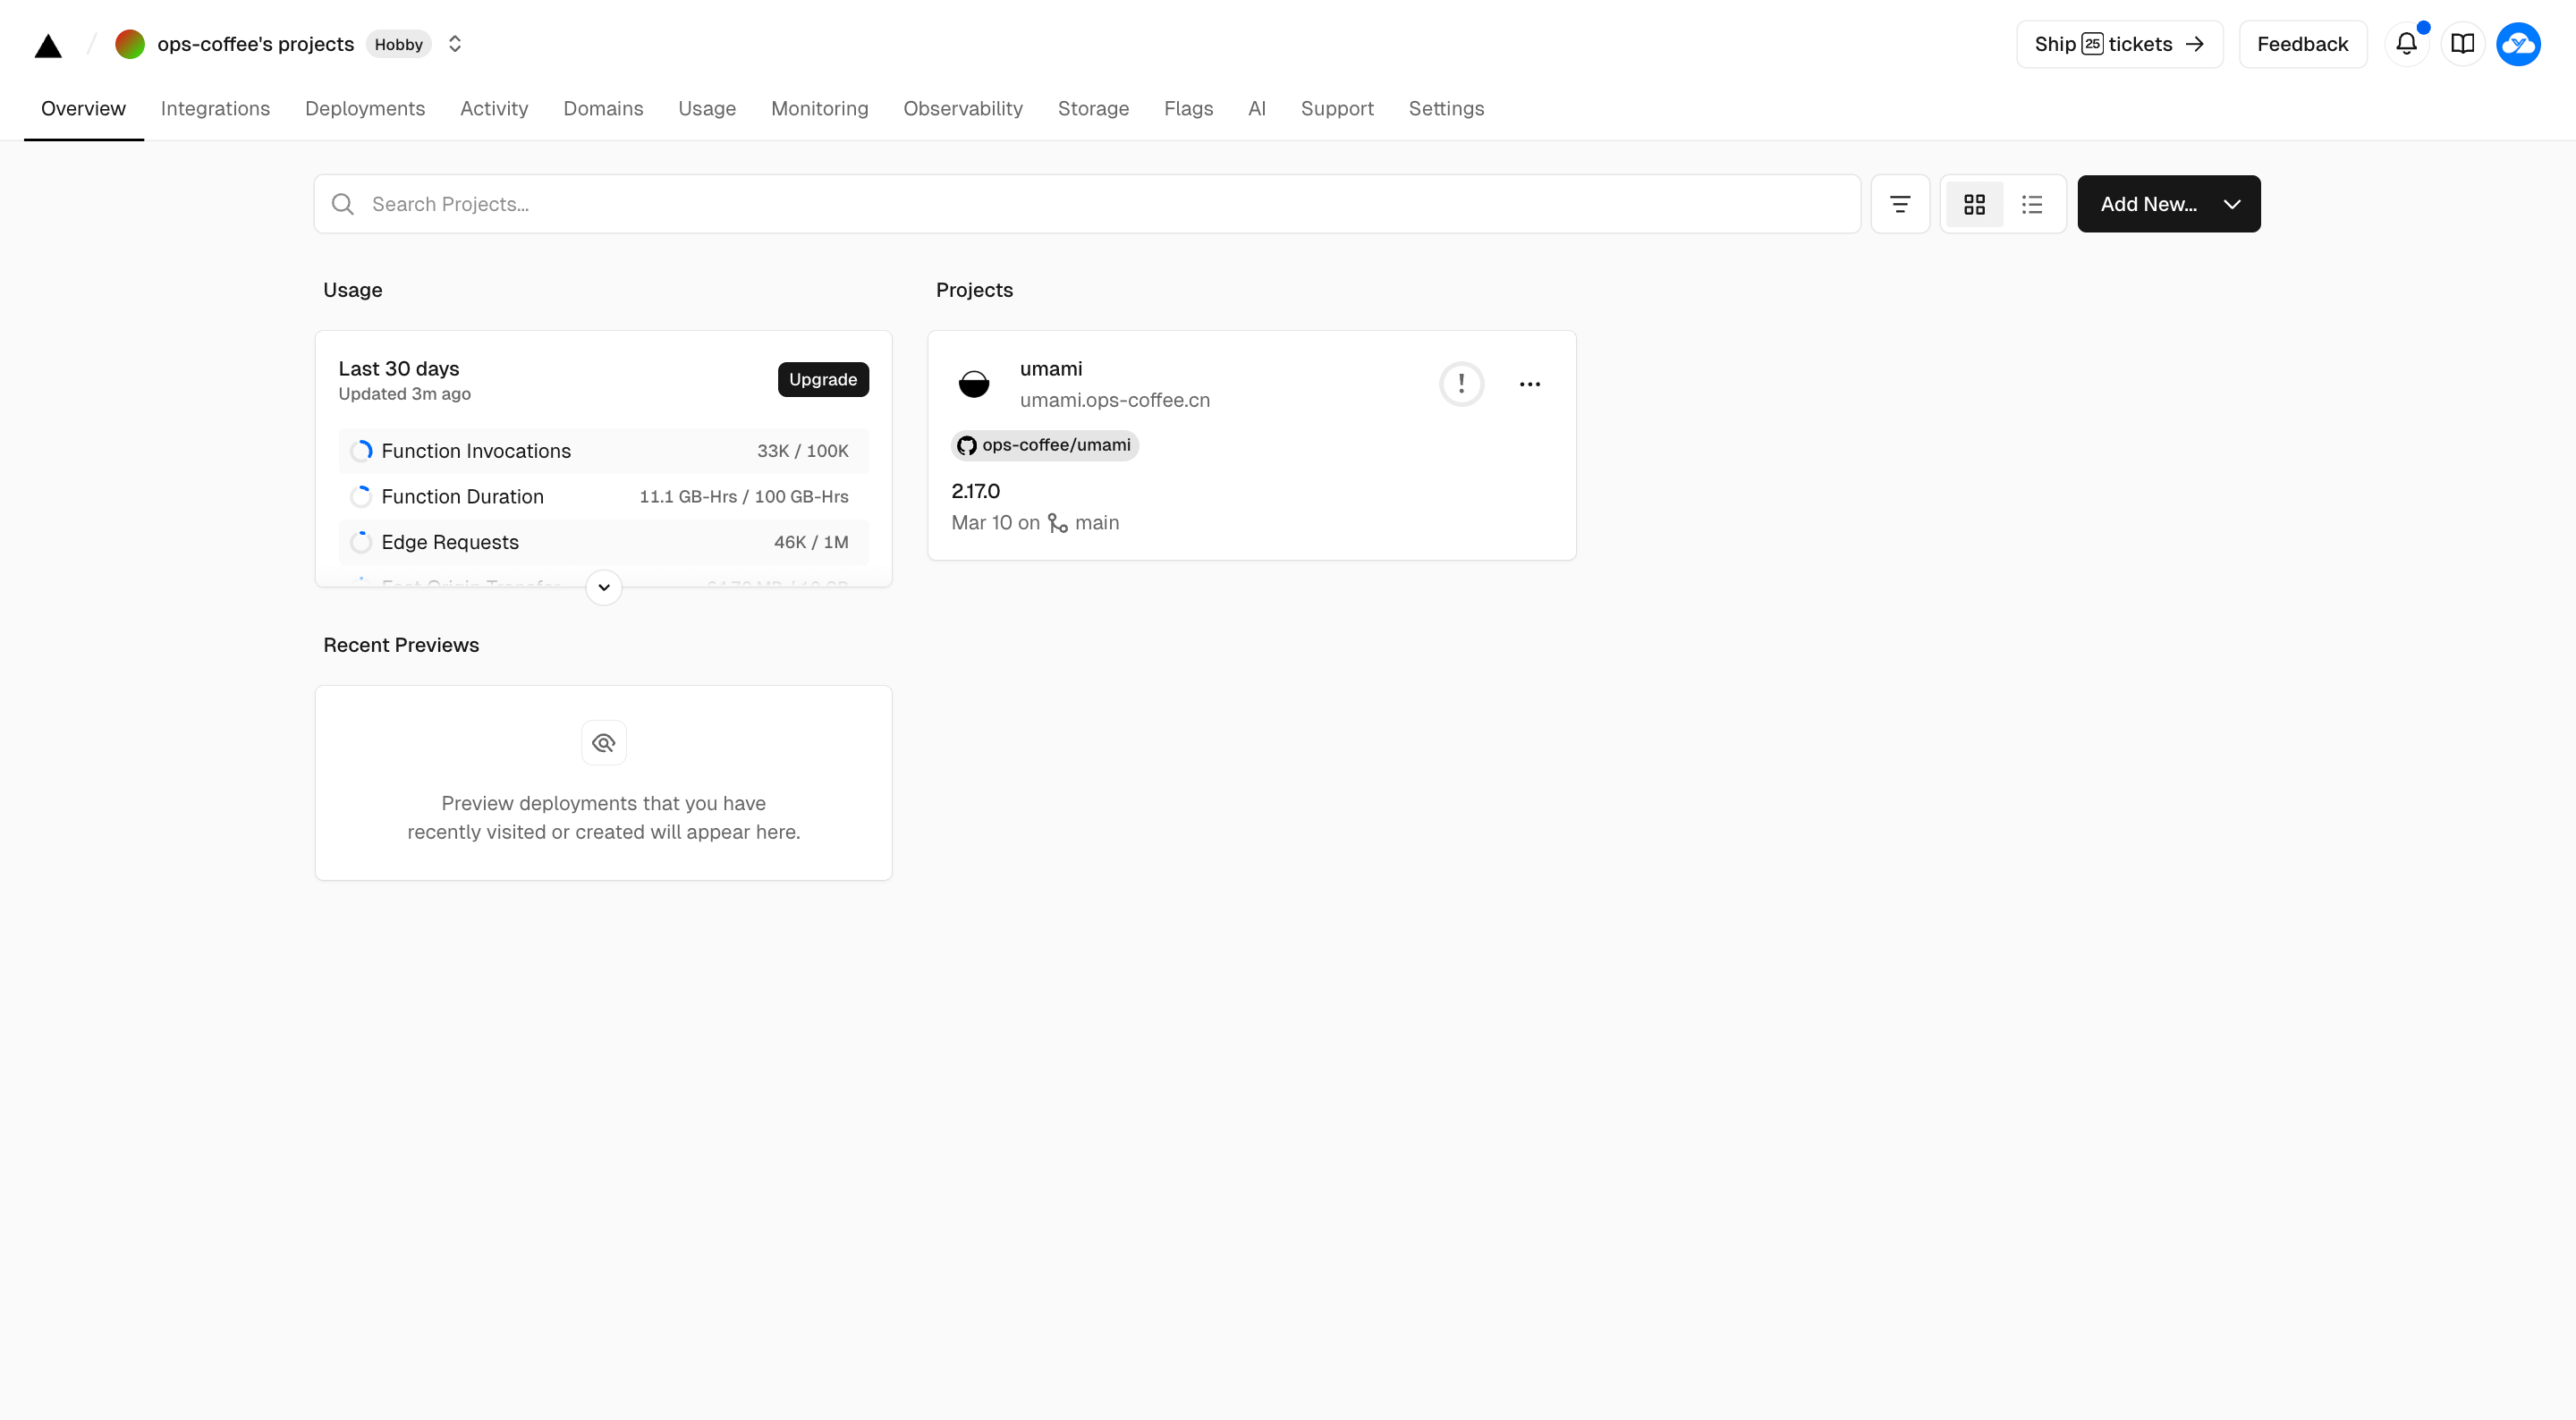 ops-coffee's projects Hobby
Ship 25 tickets → Feedback
Overview Integrations Deployments Activity Domains Usage Monitoring Observability Storage Flags AI Support Settings
Search Projects...
Add New...
Usage
Last 30 days
Updated 3m ago
Upgrade
Function Invocations 33K / 100K
Function Duration 11.1 GB-Hrs / 100 GB-Hrs
Edge Requests 46K / 1M
Fast Origin Transfer
Recent Previews
Preview deployments that you have
recently visited or created will appear here.
Projects
umami
umami.ops-coffee.cn
ops-coffee/umami
2.17.0
Mar 10 on main